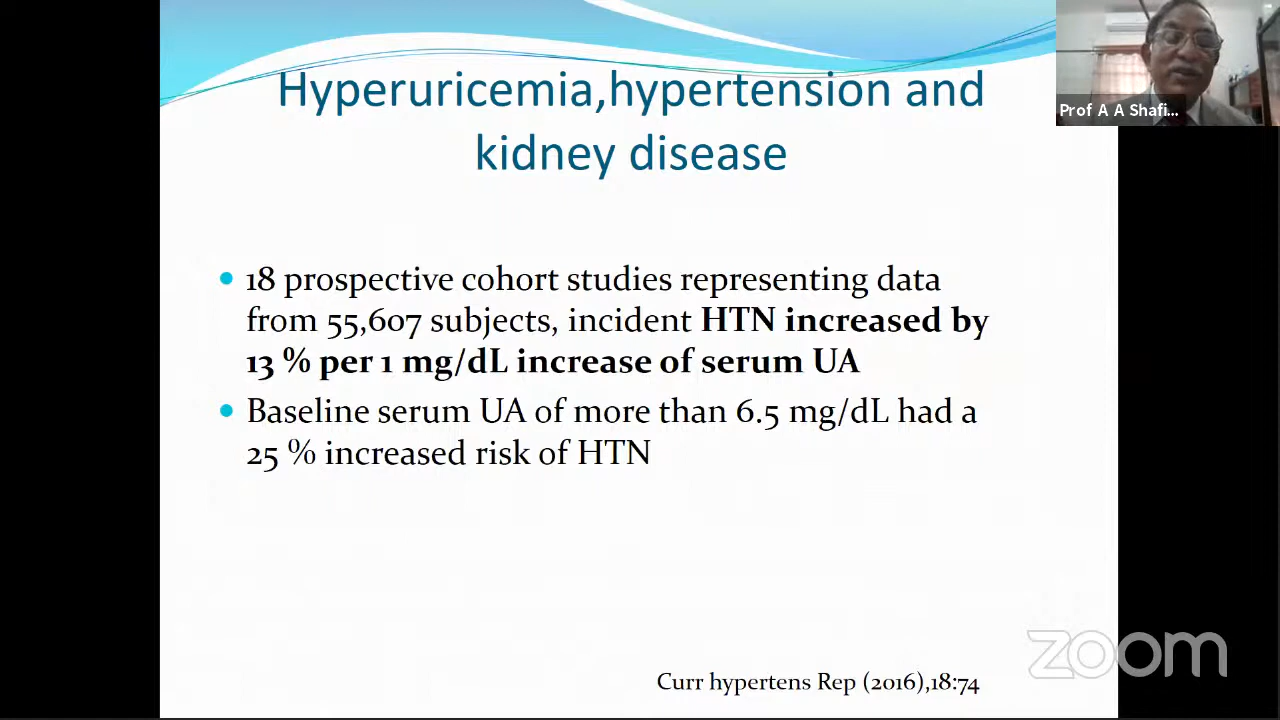 Hyperuricemia,hypertension and
kidney disease
Prof A A Shafi...
18 prospective cohort studies representing data
from 55,607 subjects, incident HTN increased by
13 % per 1 mg/dL increase of serum UA
Baseline serum UA of more than 6.5 mg/dL had a
25 % increased risk of HTN
Curr hypertens Rep (2016),18:74
zoom